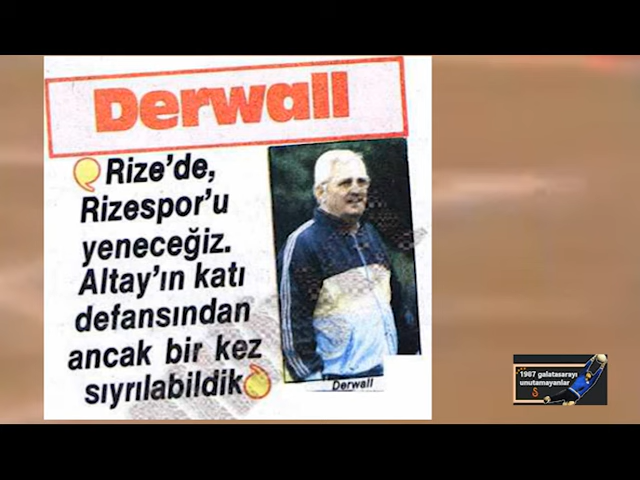 Derwall
Rize'de,
Rizespor'u
yeneceğiz.
Altay'ın katı
defansından
ancak bir kez
sıyrılabildik
Derwall
1987 galatasarayı
unutamayanlar